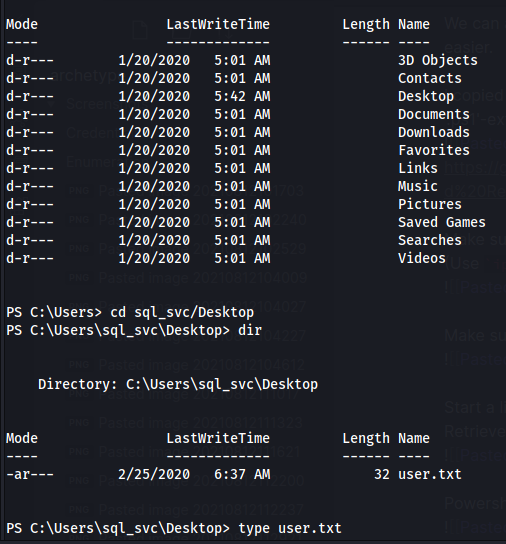 Mode LastWriteTime Length Name
---- ------------- ------ ----
d-r--- 1/20/2020 5:01 AM 3D Objects
d-r--- 1/20/2020 5:01 AM Contacts
d-r--- 1/20/2020 5:42 AM Desktop
d-r--- 1/20/2020 5:01 AM Documents
d-r--- 1/20/2020 5:01 AM Downloads
d-r--- 1/20/2020 5:01 AM Favorites
d-r--- 1/20/2020 5:01 AM Links
d-r--- 1/20/2020 5:01 AM Music
d-r--- 1/20/2020 5:01 AM Pictures
d-r--- 1/20/2020 5:01 AM Saved Games
d-r--- 1/20/2020 5:01 AM Searches
d-r--- 1/20/2020 5:01 AM Videos
PS C:\Users> cd sql_svc/Desktop
PS C:\Users\sql_svc\Desktop> dir
Directory: C:\Users\sql_svc\Desktop
Mode LastWriteTime Length Name
---- ------------- ------ ----
-ar--- 2/25/2020 6:37 AM 32 user.txt
PS C:\Users\sql_svc\Desktop> type user.txt